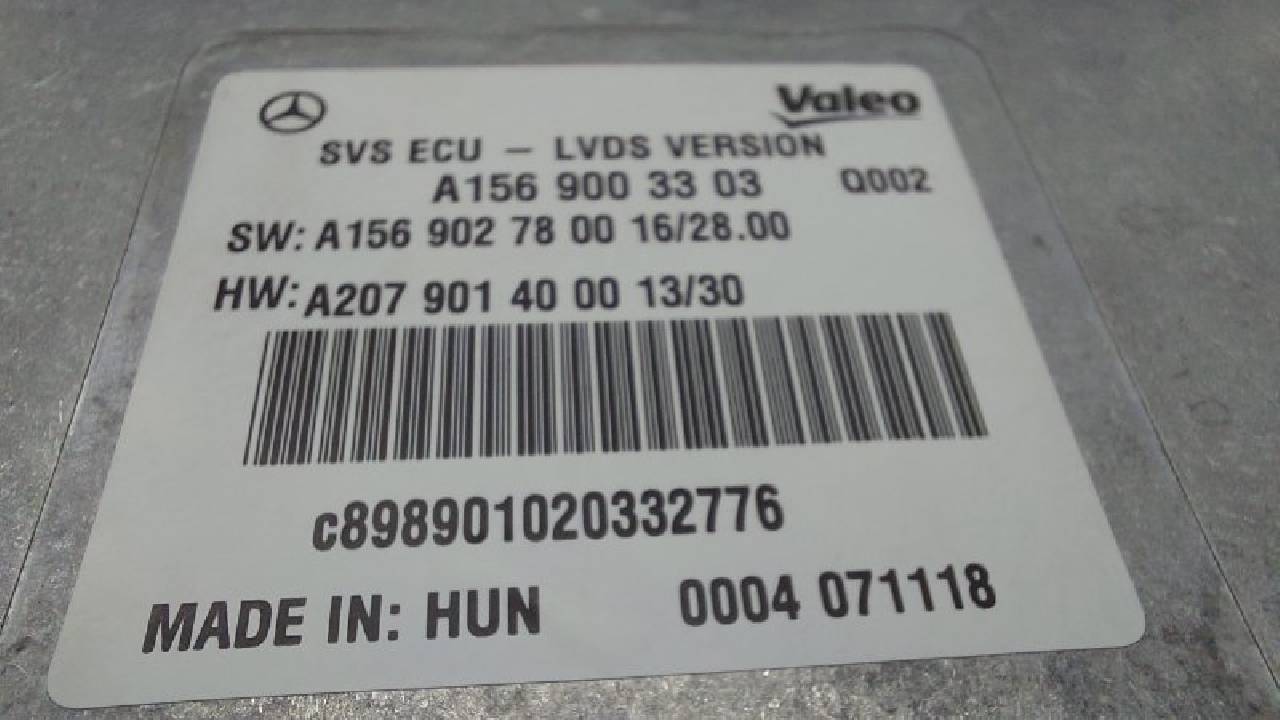 Valeo
SVS ECU – LVDS VERSION
A156 900 33 03 Q002
SW: A156 902 78 00 16/28.00
HW: A207 901 40 00 13/30
c898901020332776
MADE IN: HUN 0004 071118